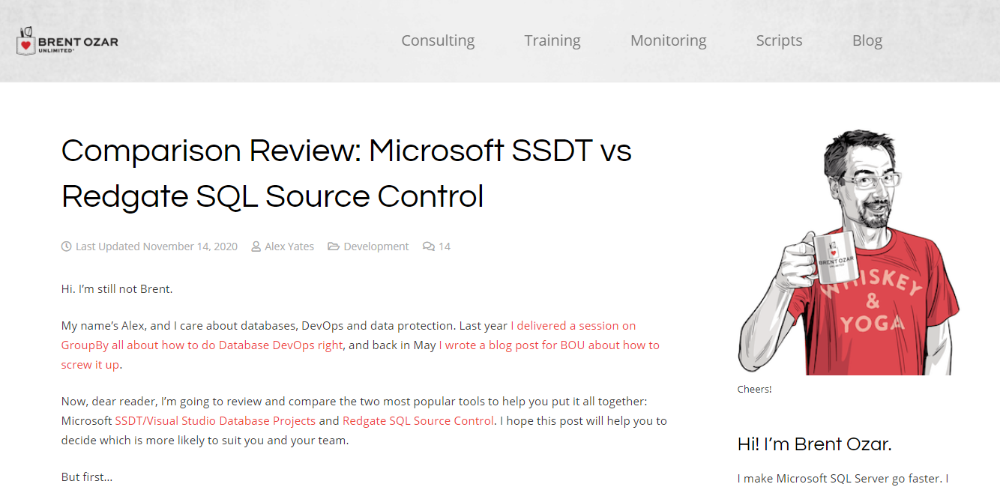 BRENT OZAR
UNLIMITED®
Consulting
Training
Monitoring
Scripts
Blog
Comparison Review: Microsoft SSDT vs
Redgate SQL Source Control
Last Updated November 14, 2020
Alex Yates
Development
14
Hi. I’m still not Brent.
My name’s Alex, and I care about databases, DevOps and data protection. Last year I delivered a session on
GroupBy all about how to do Database DevOps right, and back in May I wrote a blog post for BOU about how to
screw it up.
Now, dear reader, I’m going to review and compare the two most popular tools to help you put it all together:
Microsoft SSDT/Visual Studio Database Projects and Redgate SQL Source Control. I hope this post will help you to
decide which is more likely to suit you and your team.
But first…
BRENT OZAR
UNLIMITED
WHISKEY
&
YOGA
Cheers!
Hi! I’m Brent Ozar.
I make Microsoft SQL Server go faster. I